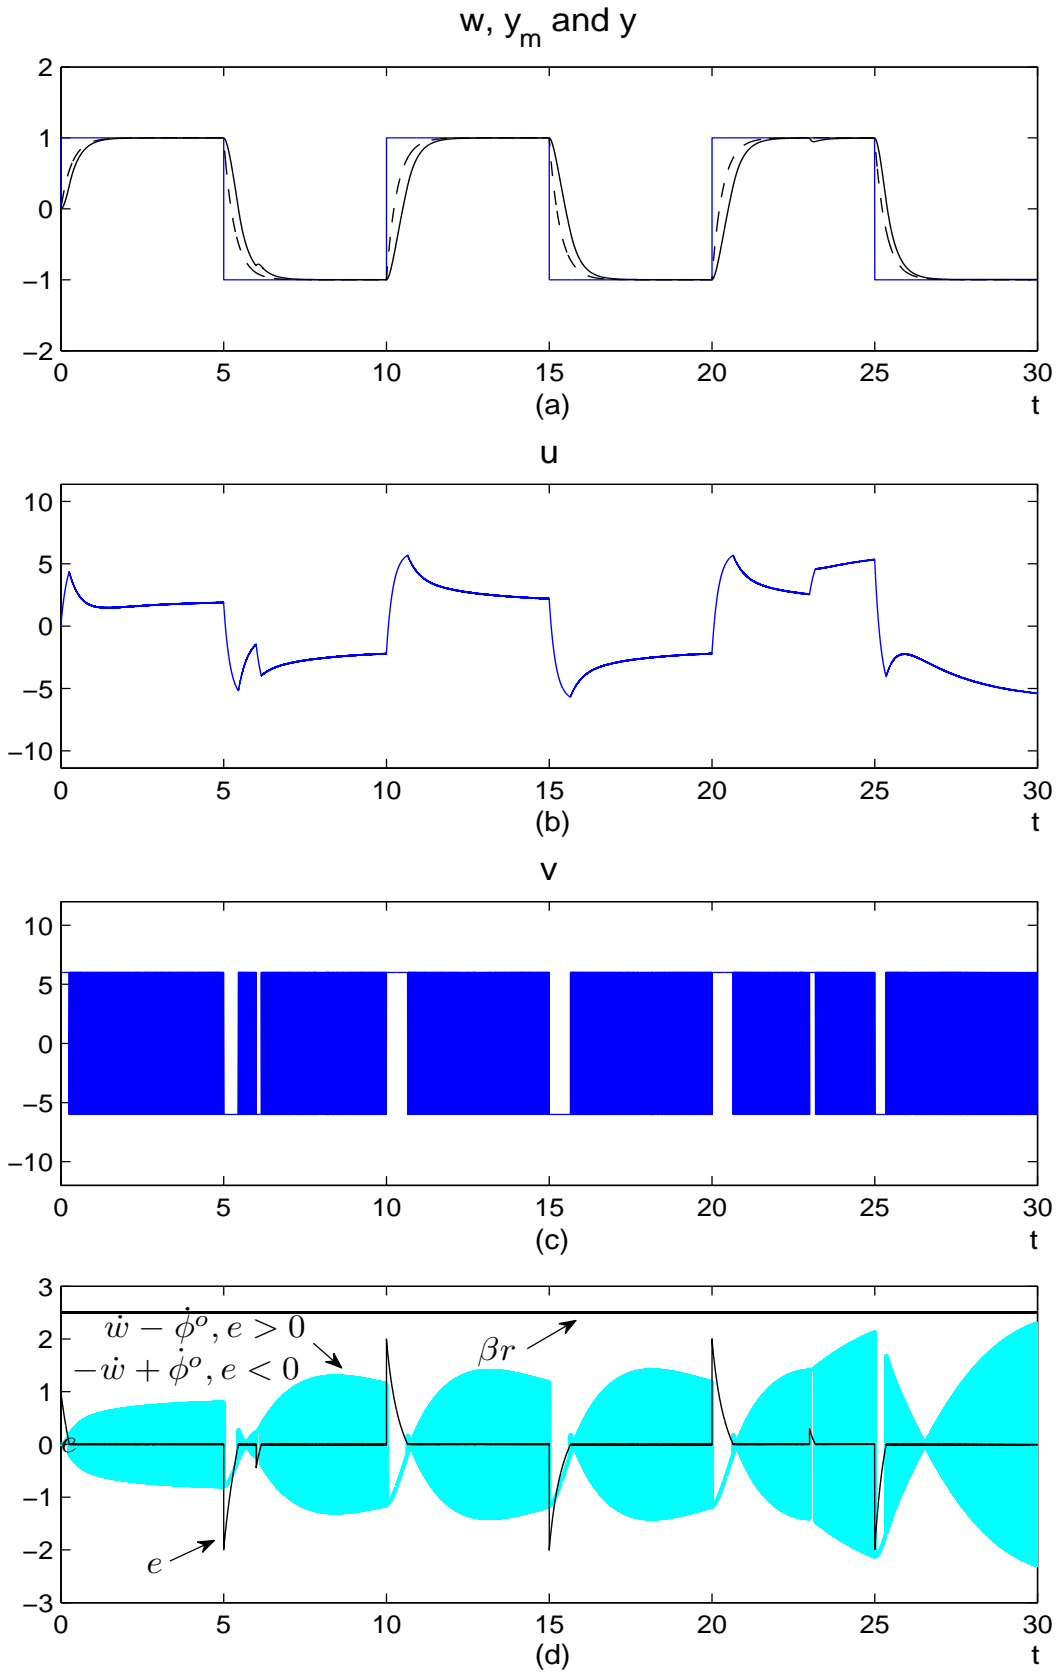 w, y_m and y
2
1
0
−1
−2
0 5 10 15 20 25 30
(a) t
u
10
5
0
−5
−10
0 5 10 15 20 25 30
(b) t
v
10
5
0
−5
−10
0 5 10 15 20 25 30
(c) t
3
2
1
0
−1
−2
−3
ẇ − φ̇ᵒ, e > 0
−ẇ + φ̇ᵒ, e < 0
βr
e
e
0 5 10 15 20 25 30
(d) t